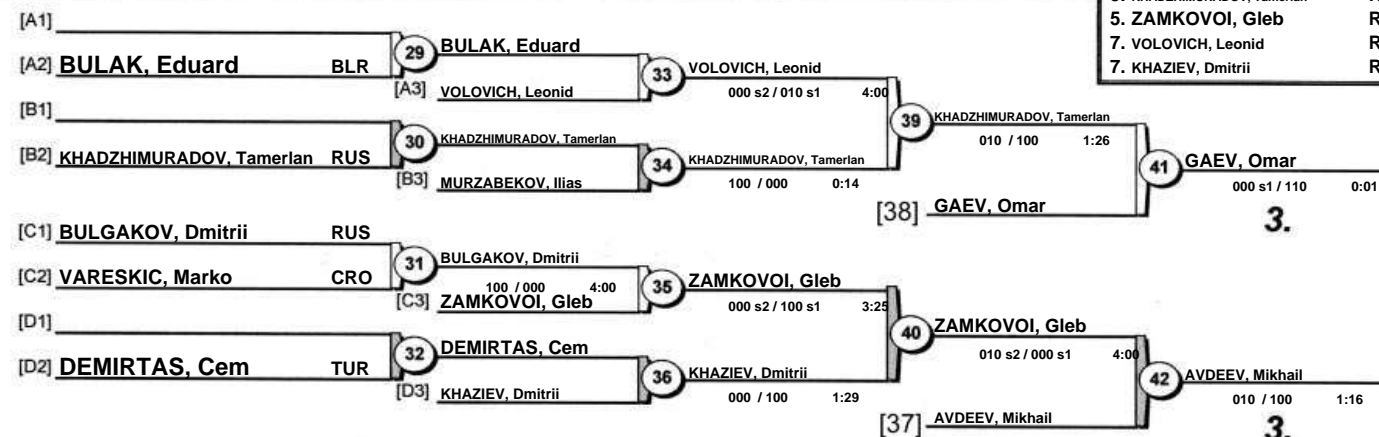 5. ZAMKOVOI, Gleb R
7. VOLOVICH, Leonid R
7. KHAZIEV, Dmitrii R
[A1]
[A2] BULAK, Eduard BLR
29 BULAK, Eduard
[A3] VOLOVICH, Leonid
33 VOLOVICH, Leonid
000 s2 / 010 s1 4:00
[B1]
[B2] KHADZHIMURADOV, Tamerlan RUS
30 KHADZHIMURADOV, Tamerlan
[B3] MURZABEKOV, Ilias
34 KHADZHIMURADOV, Tamerlan
100 / 000 0:14
39 KHADZHIMURADOV, Tamerlan
010 / 100 1:26
[38] GAEV, Omar
41 GAEV, Omar
000 s1 / 110 0:01
3.
[C1] BULGAKOV, Dmitrii RUS
[C2] VARESKIC, Marko CRO
31 BULGAKOV, Dmitrii
100 / 000 4:00
[C3] ZAMKOVOI, Gleb
35 ZAMKOVOI, Gleb
000 s2 / 100 s1 3:25
[D1]
[D2] DEMIRTAS, Cem TUR
32 DEMIRTAS, Cem
[D3] KHAZIEV, Dmitrii
36 KHAZIEV, Dmitrii
000 / 100 1:29
40 ZAMKOVOI, Gleb
010 s2 / 000 s1 4:00
[37] AVDEEV, Mikhail
42 AVDEEV, Mikhail
010 / 100 1:16
3.